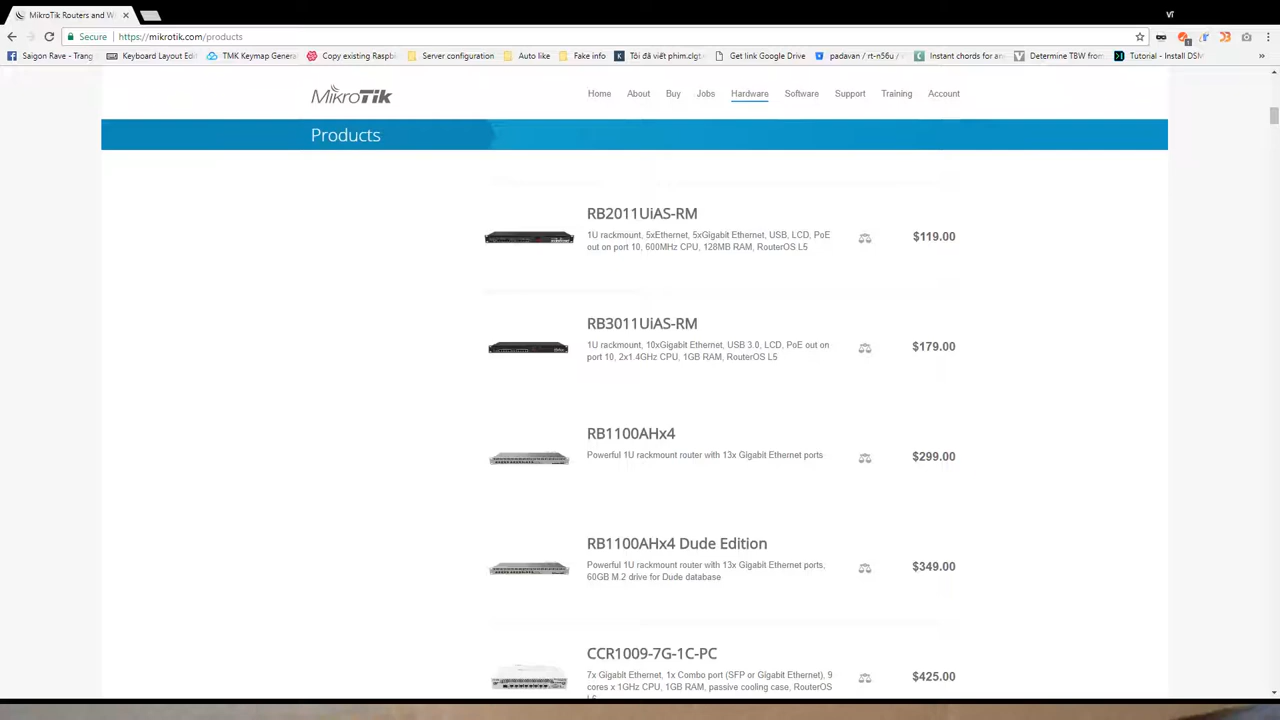 MikroTik Routers and W
VT
Secure
https://mikrotik.com/products
Saigon Rave - Trang
Keyboard Layout Edi
TMK Keymap General
Copy existing Raspb
Server configuration
Auto like
Fake info
Tôi đã viết phim.clgt
Get link Google Drive
padavan / rt-n56u /
Instant chords for an
Determine TBW from
Tutorial - Install DSM
MikroTik
Home
About
Buy
Jobs
Hardware
Software
Support
Training
Account
Products
RB2011UiAS-RM
1U rackmount, 5xEthernet, 5xGigabit Ethernet, USB, LCD, PoE
out on port 10, 600MHz CPU, 128MB RAM, RouterOS L5
$119.00
RB3011UiAS-RM
1U rackmount, 10xGigabit Ethernet, USB 3.0, LCD, PoE out on
port 10, 2x1.4GHz CPU, 1GB RAM, RouterOS L5
$179.00
RB1100AHx4
Powerful 1U rackmount router with 13x Gigabit Ethernet ports
$299.00
RB1100AHx4 Dude Edition
Powerful 1U rackmount router with 13x Gigabit Ethernet ports,
60GB M.2 drive for Dude database
$349.00
CCR1009-7G-1C-PC
7x Gigabit Ethernet, 1x Combo port (SFP or Gigabit Ethernet), 9
cores x 1GHz CPU, 1GB RAM, passive cooling case, RouterOS
$425.00